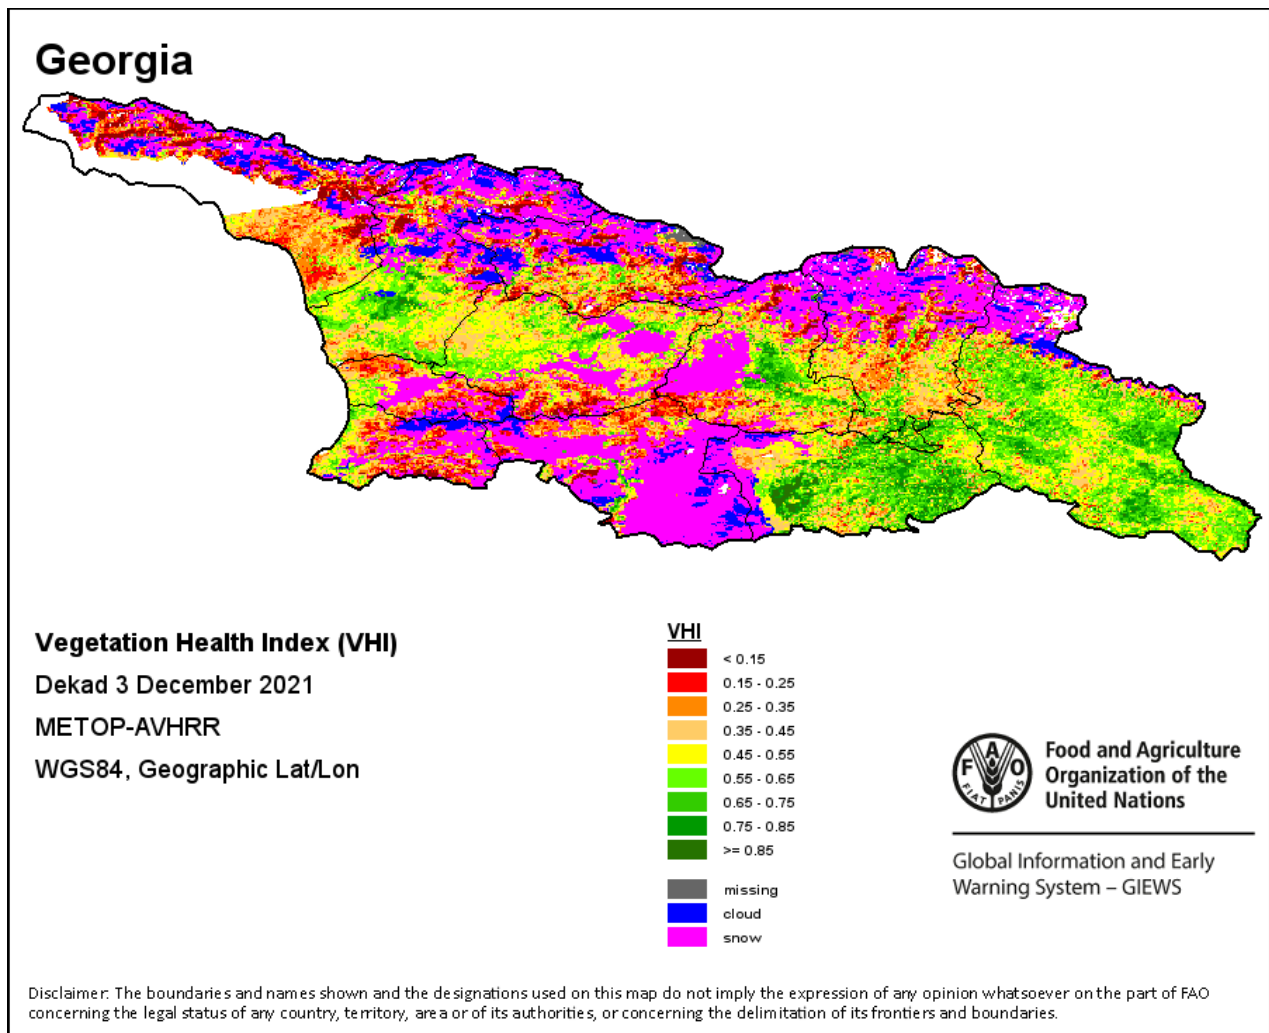 Georgia
Vegetation Health Index (VHI)
Dekad 3 December 2021
METOP-AVHRR
WGS84, Geographic Lat/Lon
VHI
< 0.15
0.15 - 0.25
0.25 - 0.35
0.35 - 0.45
0.45 - 0.55
0.55 - 0.65
0.65 - 0.75
0.75 - 0.85
>= 0.85
missing
cloud
snow
F A O
FIAT PANIS
Food and Agriculture
Organization of the
United Nations
Global Information and Early
Warning System – GIEWS
Disclaimer: The boundaries and names shown and the designations used on this map do not imply the expression of any opinion whatsoever on the part of FAO
concerning the legal status of any country, territory, area or of its authorities, or concerning the delimitation of its frontiers and boundaries.